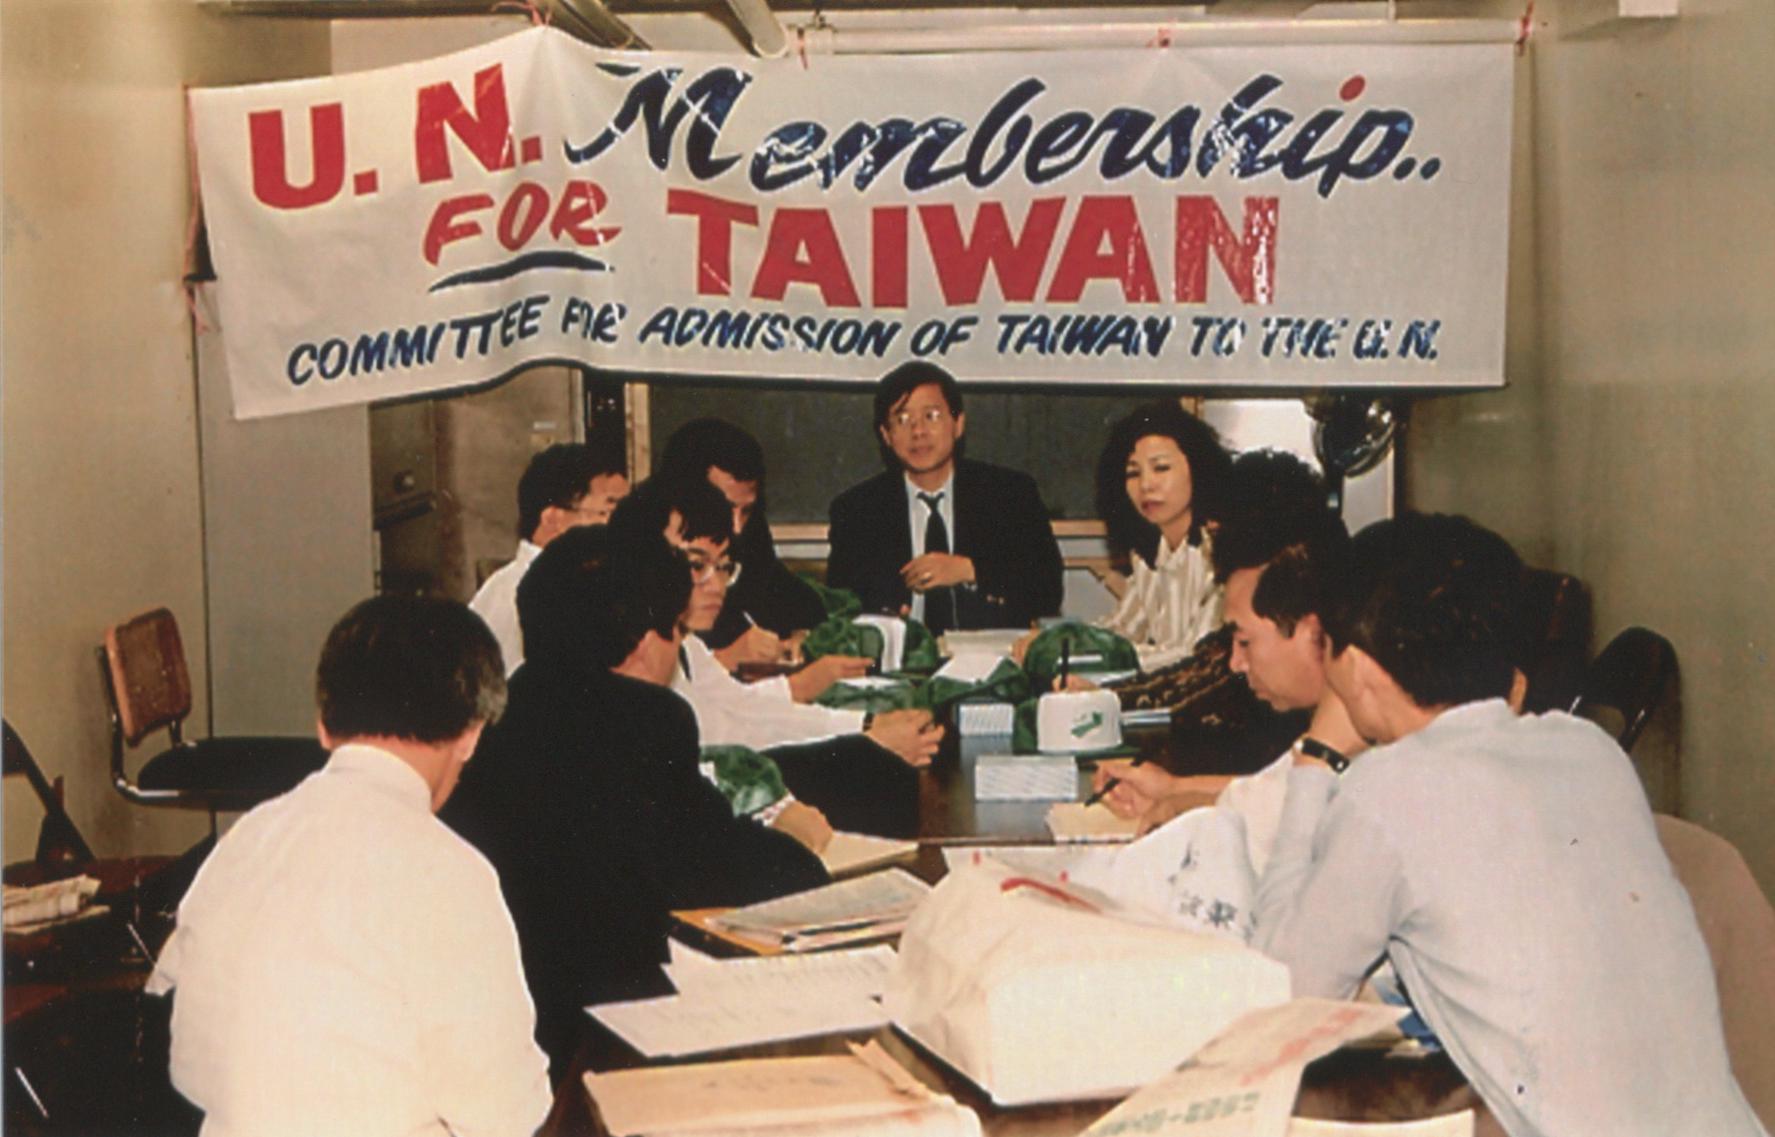 U. N. Membership..
FOR TAIWAN
COMMITTEE FOR ADMISSION OF TAIWAN TO THE U. N.